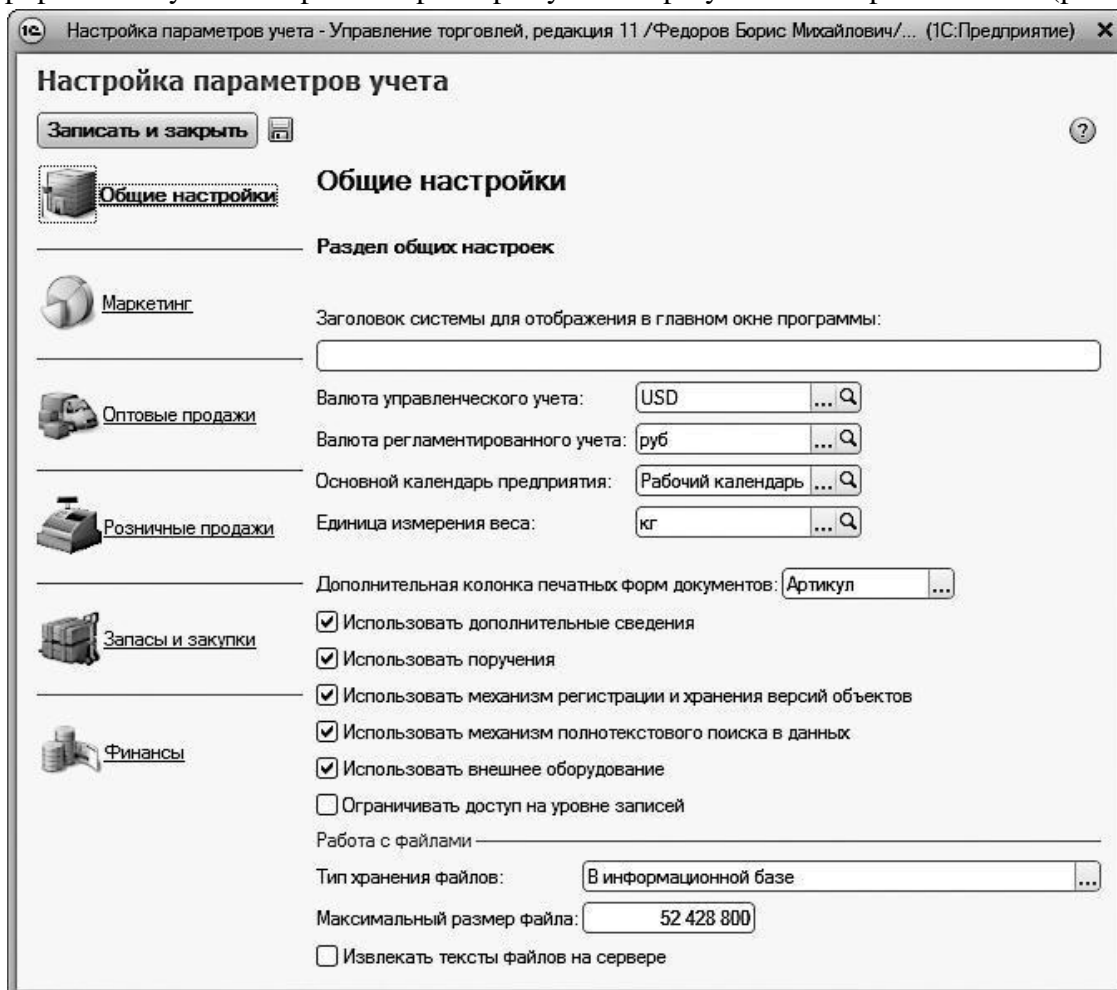 Настройка параметров учета - Управление торговлей, редакция 11 /Федоров Борис Михайлович/... (1С:Предприятие)
Настройка параметров учета
Записать и закрыть
?
Общие настройки
Общие настройки
Раздел общих настроек
Маркетинг
Заголовок системы для отображения в главном окне программы:
Валюта управленческого учета: USD ...
Оптовые продажи
Валюта регламентированного учета: руб ...
Основной календарь предприятия: Рабочий календарь ...
Розничные продажи
Единица измерения веса: кг ...
Дополнительная колонка печатных форм документов: Артикул ...
Использовать дополнительные сведения
Запасы и закупки
Использовать поручения
Использовать механизм регистрации и хранения версий объектов
Использовать механизм полнотекстового поиска в данных
Финансы
Использовать внешнее оборудование
Ограничивать доступ на уровне записей
Работа с файлами
Тип хранения файлов: В информационной базе ...
Максимальный размер файла: 52 428 800
Извлекать тексты файлов на сервере